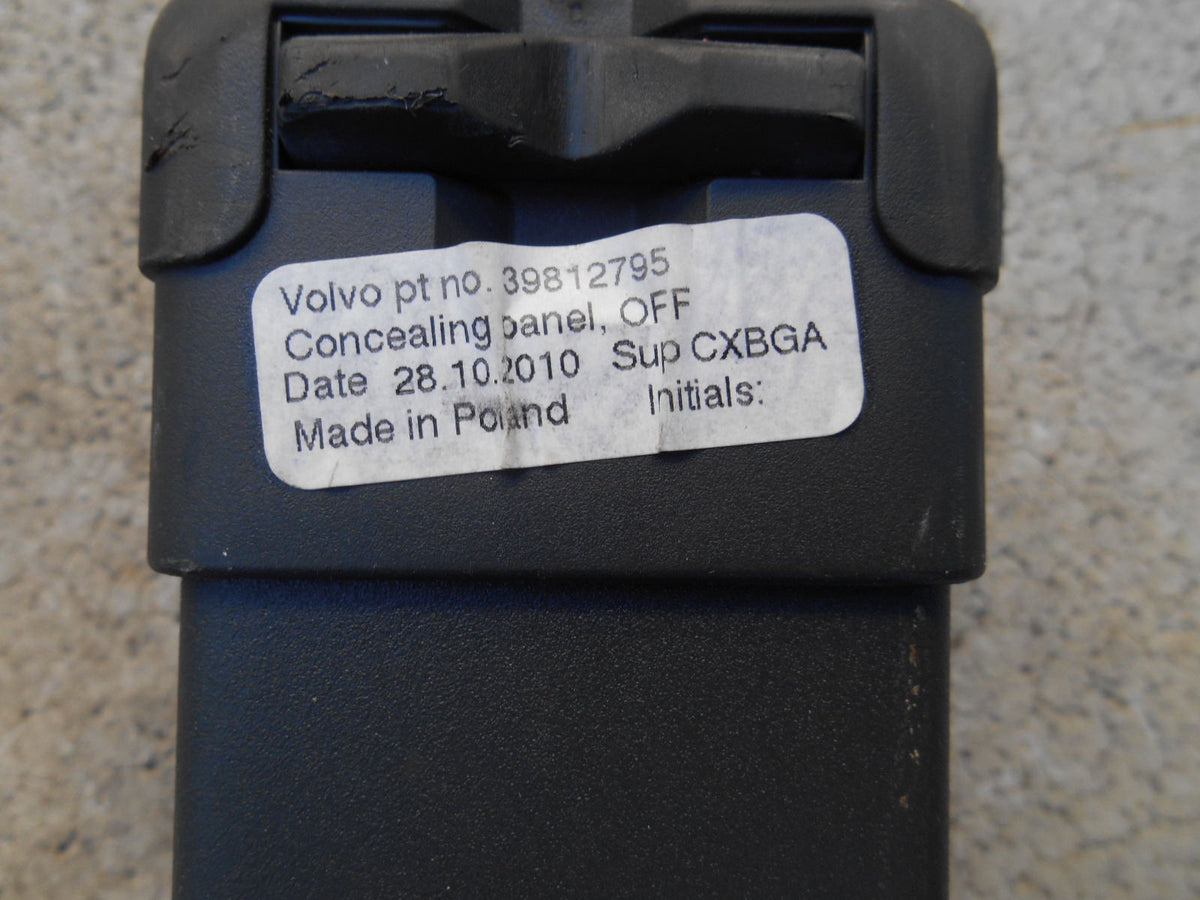 Volvo pt no. 39812795
Concealing panel, OFF
Date 28.10.2010 Sup CXBGA
Made in Poland Initials: